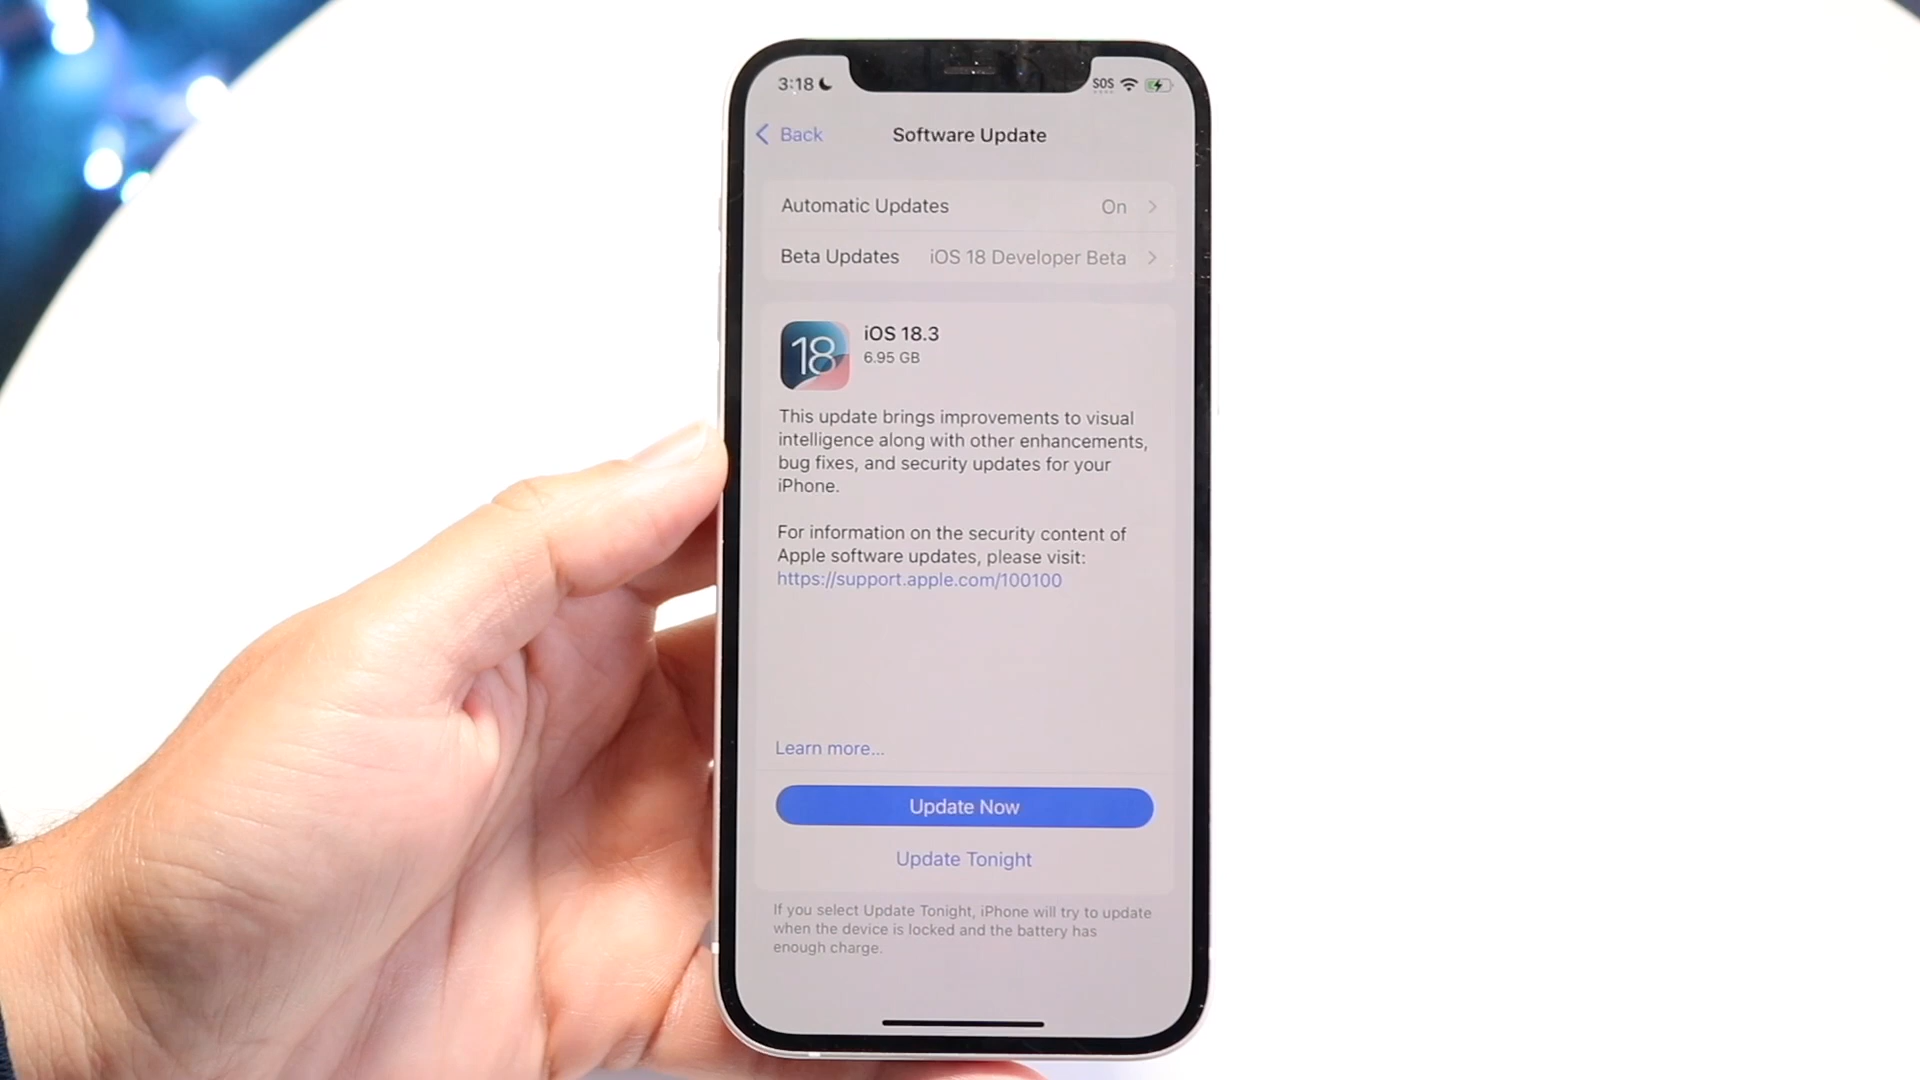 3:18
SOS
Back
Software Update
Automatic Updates On
Beta Updates iOS 18 Developer Beta
18
iOS 18.3
6.95 GB
This update brings improvements to visual
intelligence along with other enhancements,
bug fixes, and security updates for your
iPhone.
For information on the security content of
Apple software updates, please visit:
https://support.apple.com/100100
Learn more...
Update Now
Update Tonight
If you select Update Tonight, iPhone will try to update
when the device is locked and the battery has
enough charge.